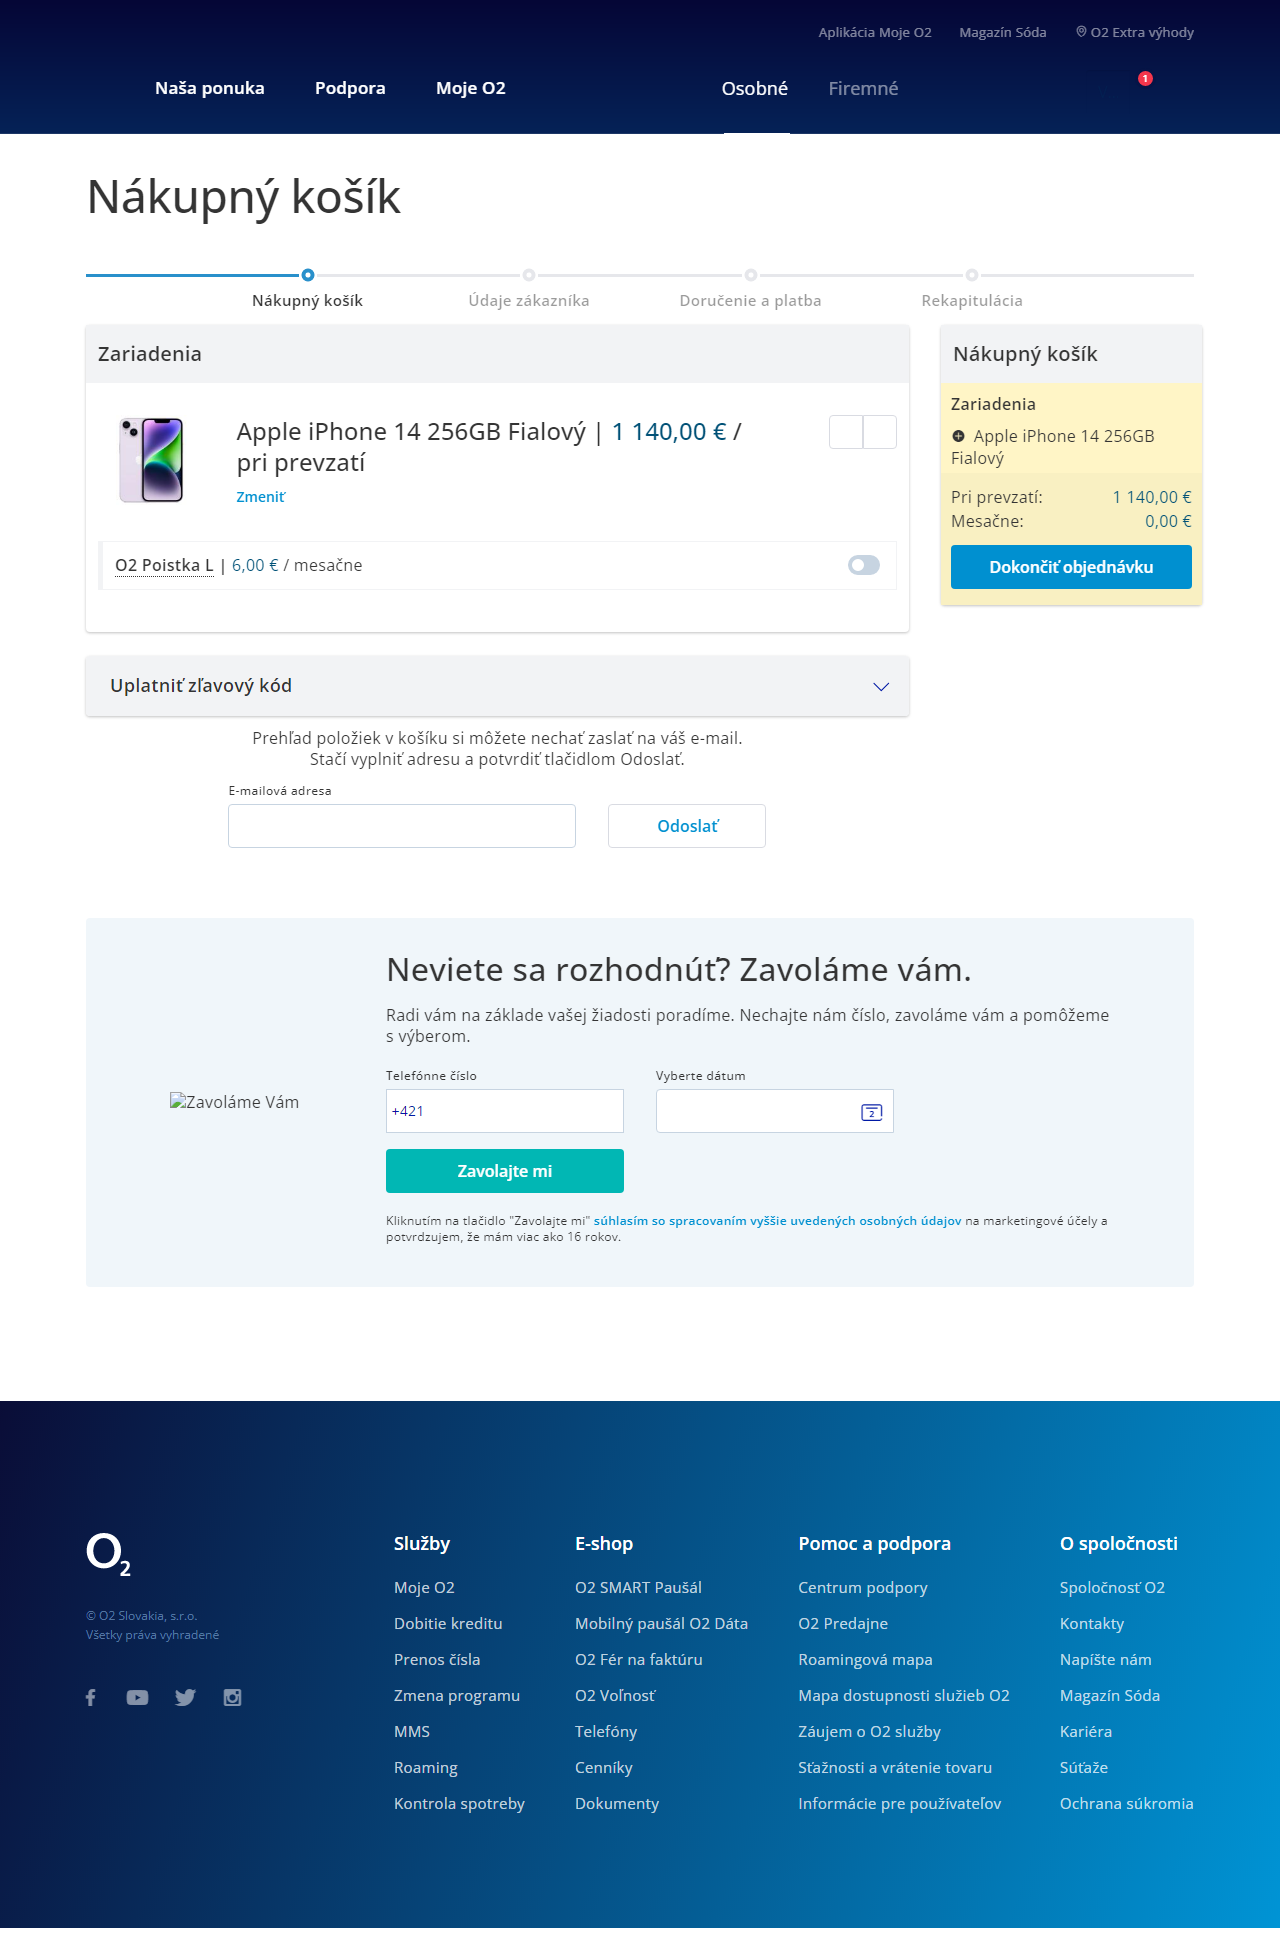 Aplikácia Moje O2 Magazín Sóda O2 Extra výhody
Naša ponuka Podpora Moje O2 Osobné Firemné 1
Nákupný košík
Nákupný košík Údaje zákazníka Doručenie a platba Rekapitulácia
Zariadenia
Apple iPhone 14 256GB Fialový | 1 140,00 € /
pri prevzatí
Zmeniť
O2 Poistka L | 6,00 € / mesačne
Nákupný košík
Zariadenia
Apple iPhone 14 256GB
Fialový
Pri prevzatí: 1 140,00 €
Mesačne: 0,00 €
Dokončiť objednávku
Uplatniť zľavový kód
Prehľad položiek v košíku si môžete nechať zaslať na váš e-mail.
Stačí vyplniť adresu a potvrdiť tlačidlom Odoslať.
E-mailová adresa
Odoslať
Neviete sa rozhodnúť? Zavoláme vám.
Radi vám na základe vašej žiadosti poradíme. Nechajte nám číslo, zavoláme vám a pomôžeme
s výberom.
Zavoláme Vám
Telefónne číslo Vyberte dátum
+421 2
Zavolajte mi
Kliknutím na tlačidlo "Zavolajte mi" súhlasím so spracovaním vyššie uvedených osobných údajov na marketingové účely a
potvrdzujem, že mám viac ako 16 rokov.
O2
© O2 Slovakia, s.r.o.
Všetky práva vyhradené
Služby
Moje O2
Dobitie kreditu
Prenos čísla
Zmena programu
MMS
Roaming
Kontrola spotreby
E-shop
O2 SMART Paušál
Mobilný paušál O2 Dáta
O2 Fér na faktúru
O2 Voľnosť
Telefóny
Cenníky
Dokumenty
Pomoc a podpora
Centrum podpory
O2 Predajne
Roamingová mapa
Mapa dostupnosti služieb O2
Záujem o O2 služby
Sťažnosti a vrátenie tovaru
Informácie pre používateľov
O spoločnosti
Spoločnosť O2
Kontakty
Napíšte nám
Magazín Sóda
Kariéra
Súťaže
Ochrana súkromia